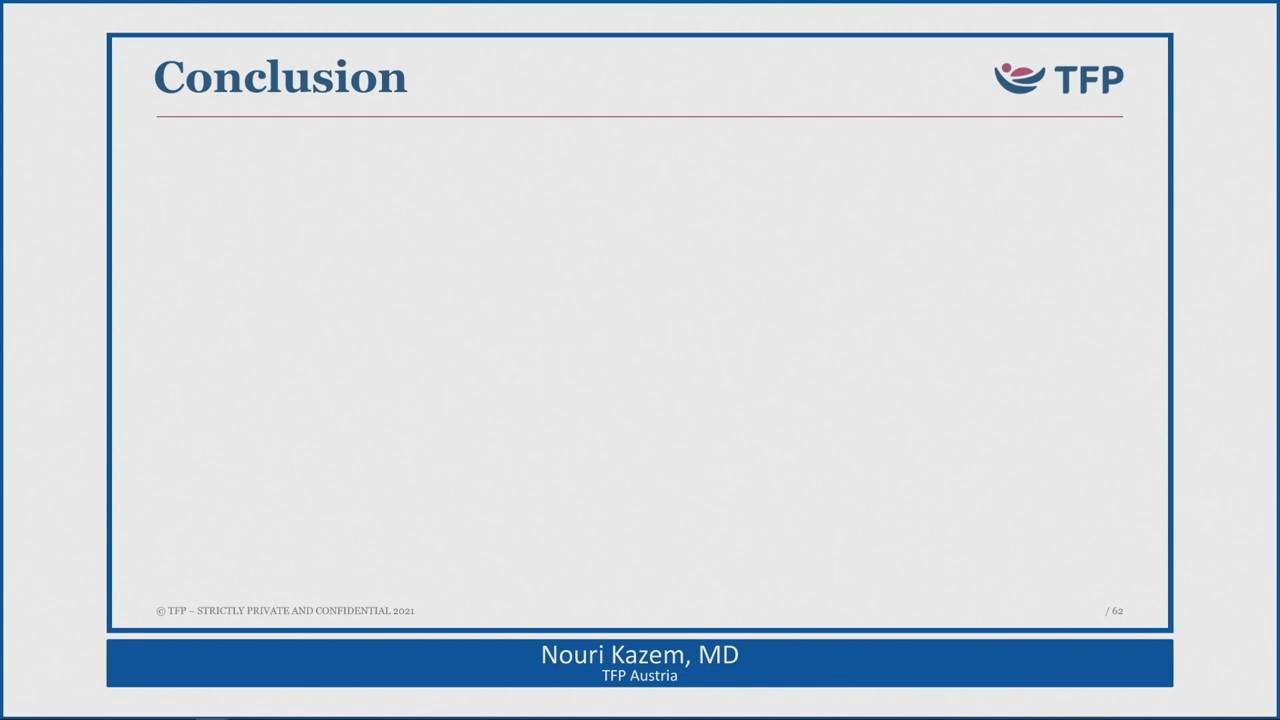 Conclusion
TFP
© TFP – STRICTLY PRIVATE AND CONFIDENTIAL 2021
/ 62
Nouri Kazem, MD
TFP Austria